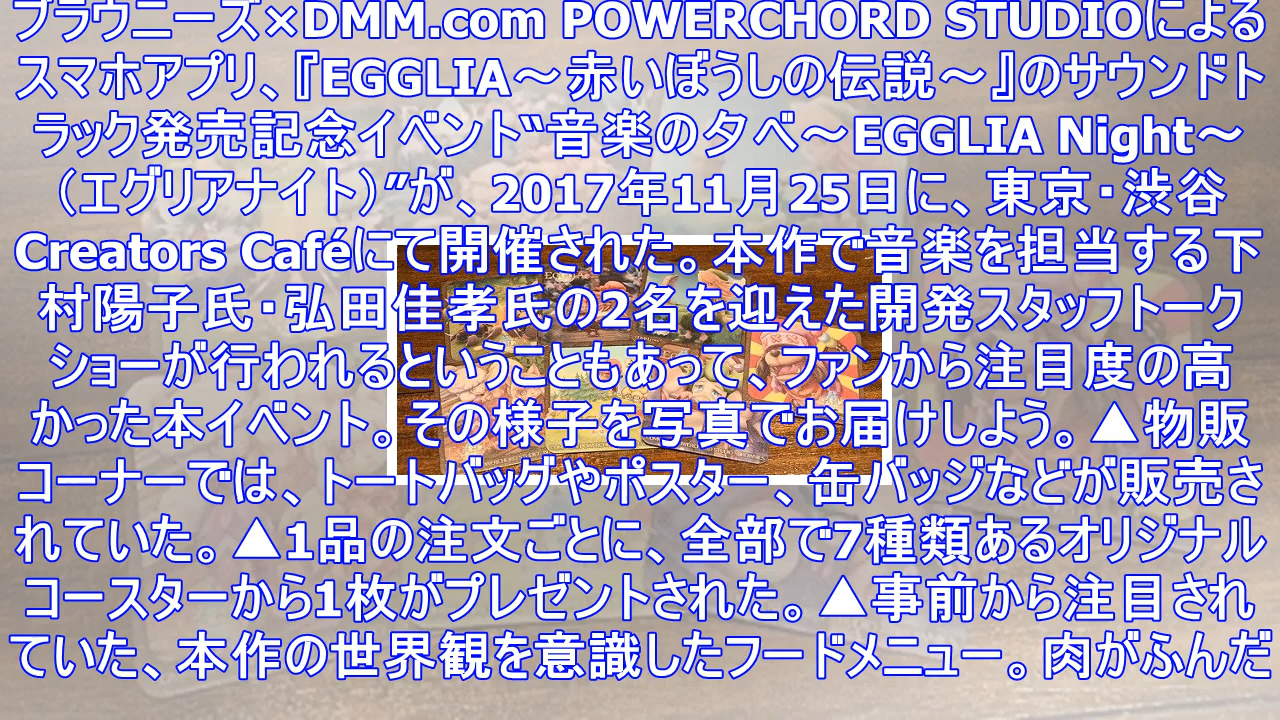 ブラウニーズ×DMM.com POWERCHORD STUDIOによる
スマホアプリ、『EGGLIA～赤いぼうしの伝説～』のサウンドト
ラック発売記念イベント“音楽の夕べ～EGGLIA Night～
（エグリアナイト）”が、2017年11月25日に、東京・渋谷
Creators Caféにて開催された。本作で音楽を担当する下
村陽子氏・弘田佳孝氏の2名を迎えた開発スタッフトーク
ショーが行われるということもあって、ファンから注目度の高
かった本イベント。その様子を写真でお届けしよう。▲物販
コーナーでは、トートバッグやポスター、缶バッジなどが販売さ
れていた。▲1品の注文ごとに、全部で7種類あるオリジナル
コースターから1枚がプレゼントされた。▲事前から注目され
ていた、本作の世界観を意識したフードメニュー。肉がふんだ